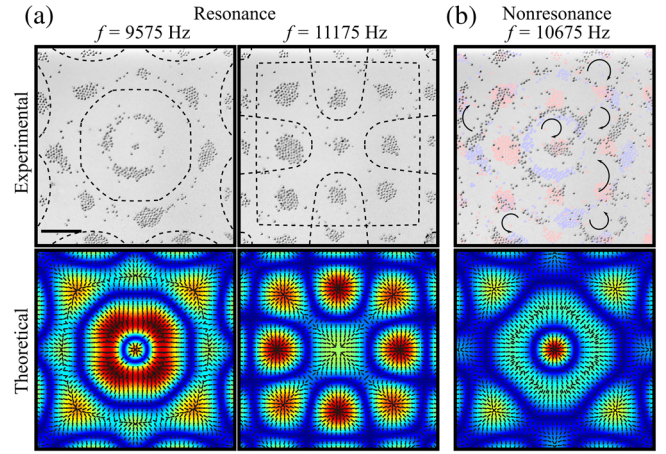 (a)
Resonance
f = 9575 Hz
f = 11175 Hz
(b)
Nonresonance
f = 10675 Hz
Experimental
Theoretical